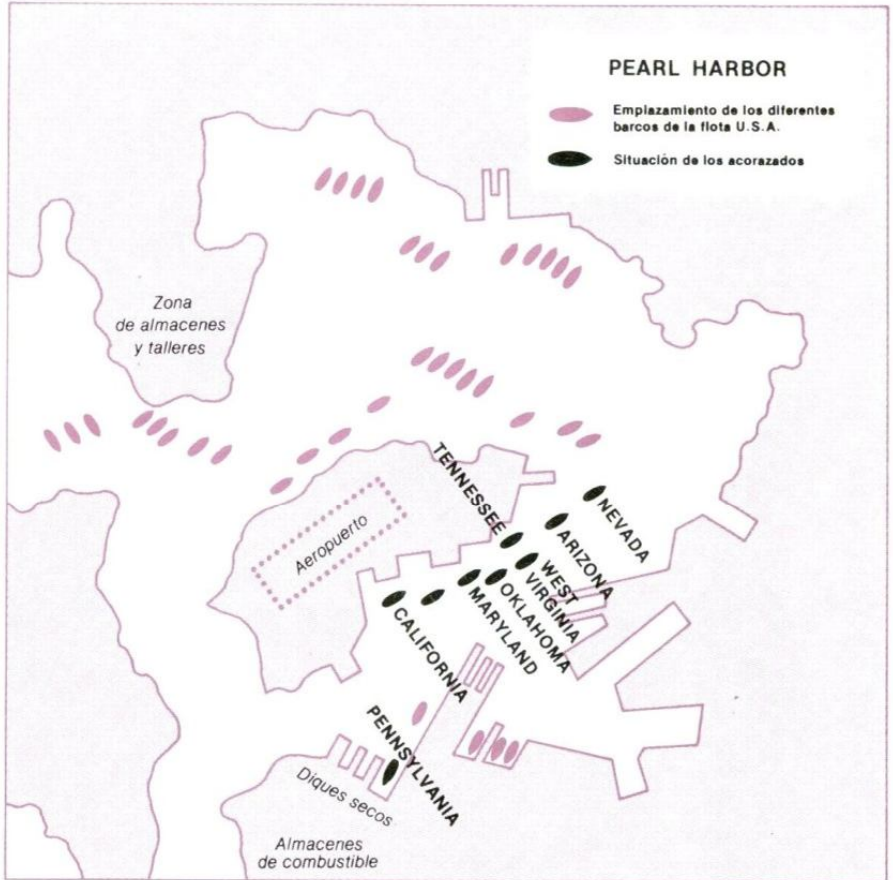 PEARL HARBOR
Emplazamiento de los diferentes
barcos de la flota U.S.A.
Situación de los acorazados
Zona
de almacenes
y talleres
TENNESSEE
NEVADA
ARIZONA
WEST
VIRGINIA
OKLAHOMA
MARYLAND
CALIFORNIA
Aeropuerto
PENNSYLVANIA
Diques secos
Almacenes
de combustible